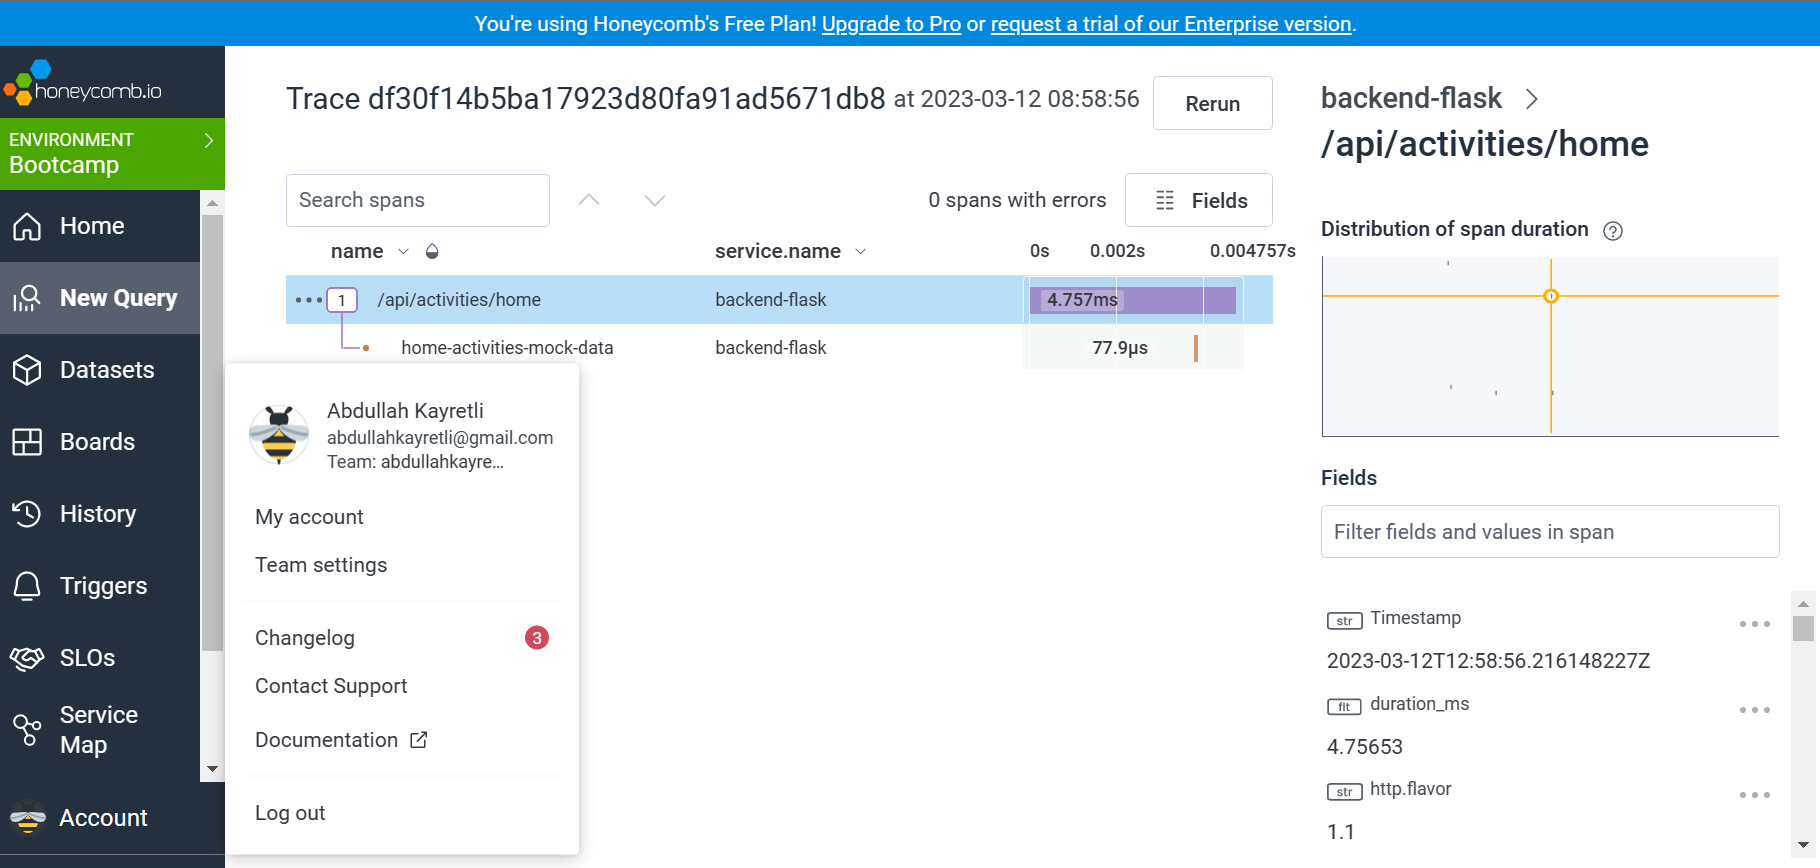 You're using Honeycomb's Free Plan! Upgrade to Pro or request a trial of our Enterprise version.
honeycomb.io
ENVIRONMENT
Bootcamp
Home
New Query
Datasets
Boards
History
Triggers
SLOs
Service
Map
Account
Trace df30f14b5ba17923d80fa91ad5671db8 at 2023-03-12 08:58:56
Rerun
Search spans
0 spans with errors
Fields
name
service.name
0s
0.002s
0.004757s
1
/api/activities/home
backend-flask
4.757ms
home-activities-mock-data
backend-flask
77.9µs
Abdullah Kayretli
abdullahkayretli@gmail.com
Team: abdullahkayre...
My account
Team settings
Changelog
3
Contact Support
Documentation
Log out
backend-flask
/api/activities/home
Distribution of span duration
?
Fields
Filter fields and values in span
str Timestamp
2023-03-12T12:58:56.216148227Z
flt duration_ms
4.75653
str http.flavor
1.1